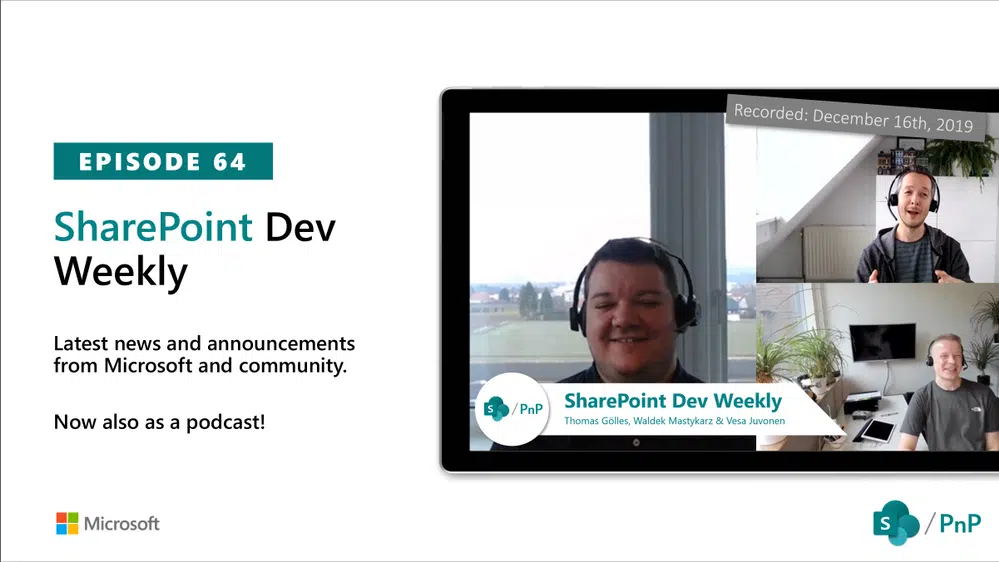 EPISODE 64
SharePoint Dev
Weekly
Latest news and announcements
from Microsoft and community.
Now also as a podcast!
Microsoft
Recorded: December 16th, 2019
S / PnP
SharePoint Dev Weekly
Thomas Gölles, Waldek Mastykarz & Vesa Juvonen
S / PnP